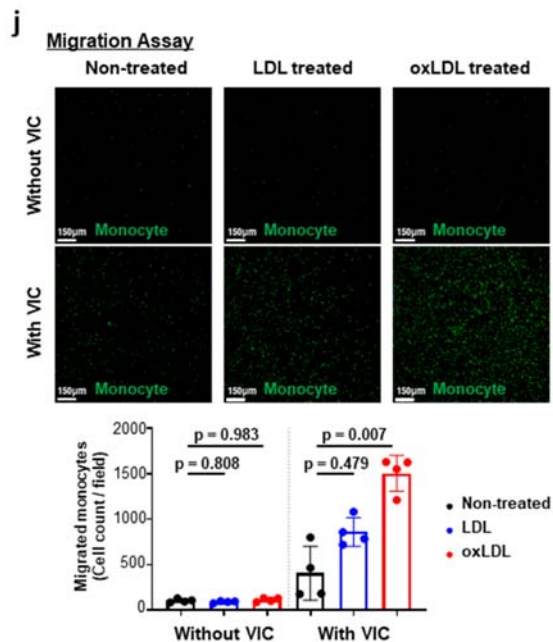 j
Migration Assay
Non-treated LDL treated oxLDL treated
Without VIC
150μm Monocyte 150μm Monocyte 150μm Monocyte
With VIC
150μm Monocyte 150μm Monocyte 150μm Monocyte
Migrated monocytes
(Cell count / field)
2000
1500
1000
500
0
p = 0.983
p = 0.808
p = 0.007
p = 0.479
Non-treated
LDL
oxLDL
Without VIC With VIC